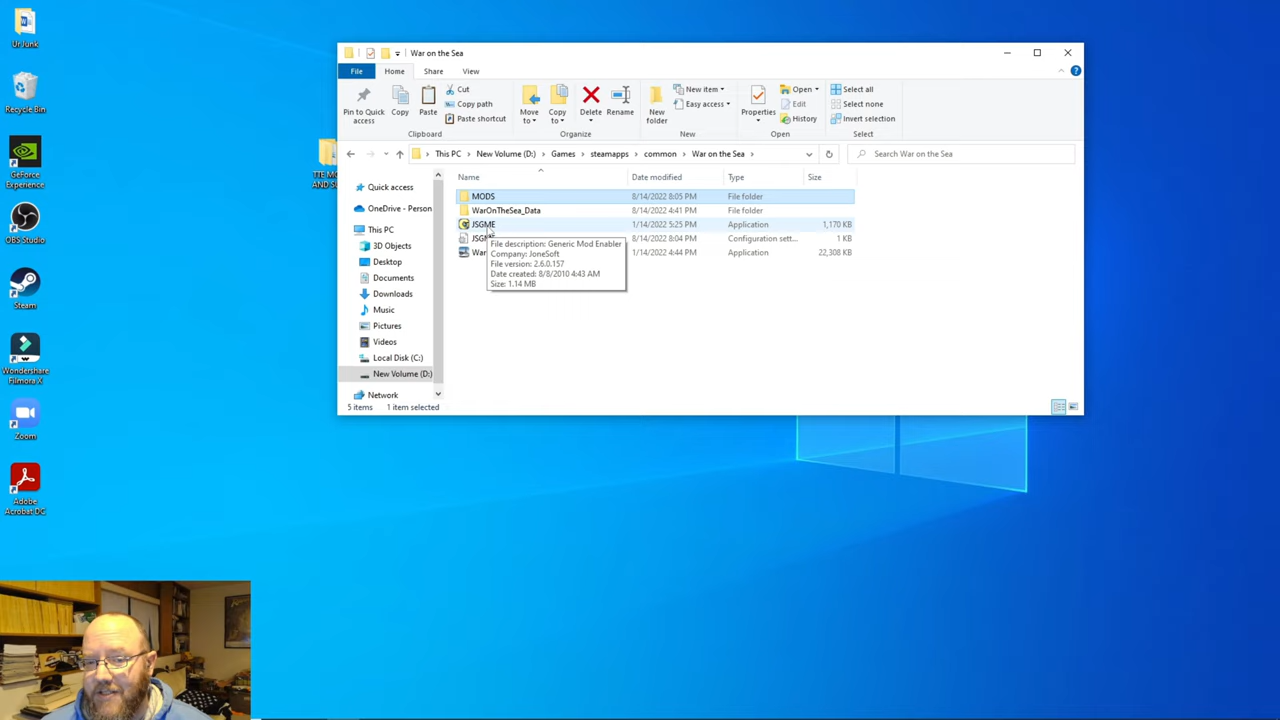 Ur Junk
Recycle Bin
GeForce
Experience
OBS Studio
Steam
Wondershare
Filmora X
Zoom
Adobe
Acrobat DC
TTE MO
AND SU
War on the Sea
File
Home
Share
View
Pin to Quick
access
Copy
Paste
Cut
Copy path
Paste shortcut
Clipboard
Move
to
Copy
to
Delete
Rename
Organize
New
folder
New item
Easy access
New
Properties
Open
Edit
History
Open
Select all
Select none
Invert selection
Select
This PC > New Volume (D:) > Games > steamapps > common > War on the Sea >
Search War on the Sea
Quick access
OneDrive - Person
This PC
3D Objects
Desktop
Documents
Downloads
Music
Pictures
Videos
Local Disk (C:)
New Volume (D:)
Network
Name Date modified Type Size
MODS 8/14/2022 8:05 PM File folder
WarOnTheSea_Data 8/14/2022 4:41 PM File folder
JSGME 1/14/2022 5:25 PM Application 1,170 KB
JSGME 8/14/2022 8:04 PM Configuration sett... 1 KB
War 1/14/2022 4:44 PM Application 22,308 KB
File description: Generic Mod Enabler
Company: JoneSoft
File version: 2.6.0.157
Date created: 8/8/2010 4:43 AM
Size: 1.14 MB
5 items 1 item selected